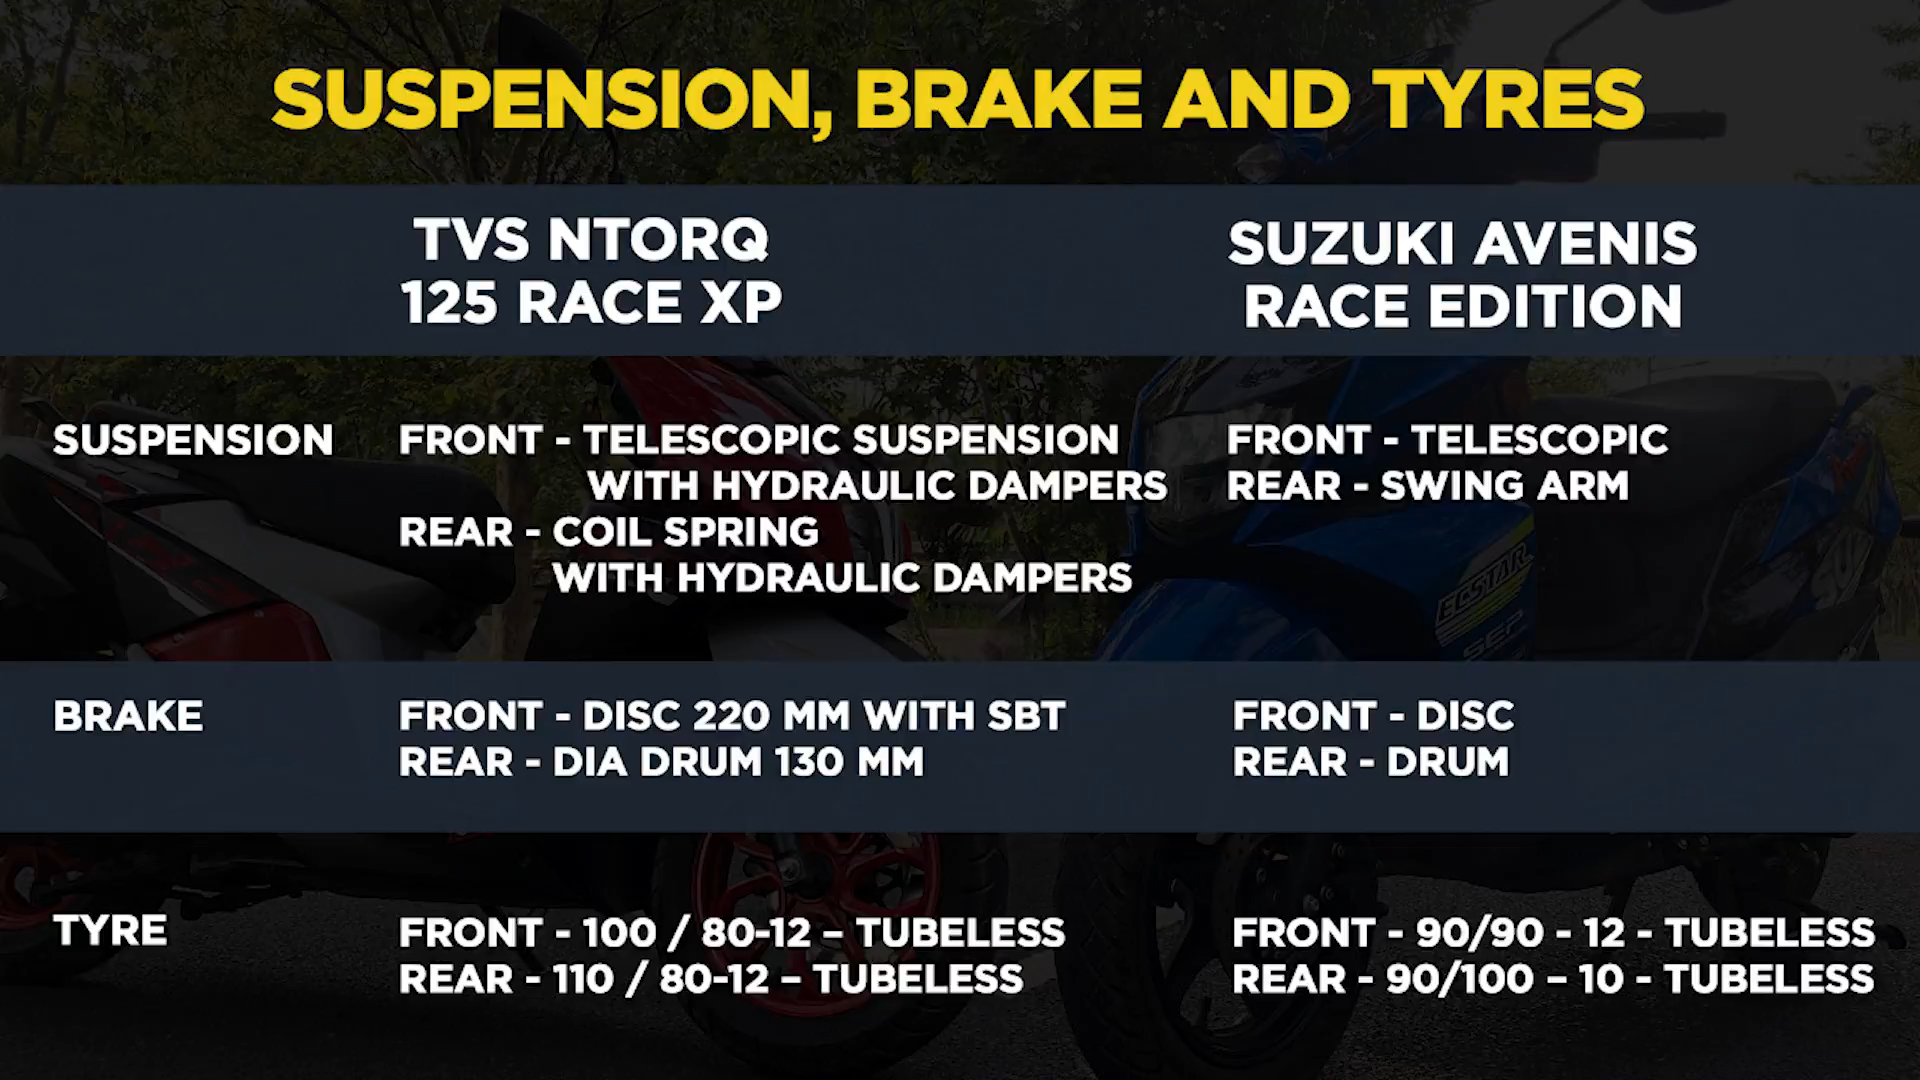 SUSPENSION, BRAKE AND TYRES
TVS NTORQ
125 RACE XP
SUZUKI AVENIS
RACE EDITION
SUSPENSION
FRONT - TELESCOPIC SUSPENSION
WITH HYDRAULIC DAMPERS
REAR - COIL SPRING
WITH HYDRAULIC DAMPERS
FRONT - TELESCOPIC
REAR - SWING ARM
ECSTAR
BRAKE
FRONT - DISC 220 MM WITH SBT
REAR - DIA DRUM 130 MM
FRONT - DISC
REAR - DRUM
TYRE
FRONT - 100 / 80-12 – TUBELESS
REAR - 110 / 80-12 – TUBELESS
FRONT - 90/90 - 12 - TUBELESS
REAR - 90/100 – 10 - TUBELESS